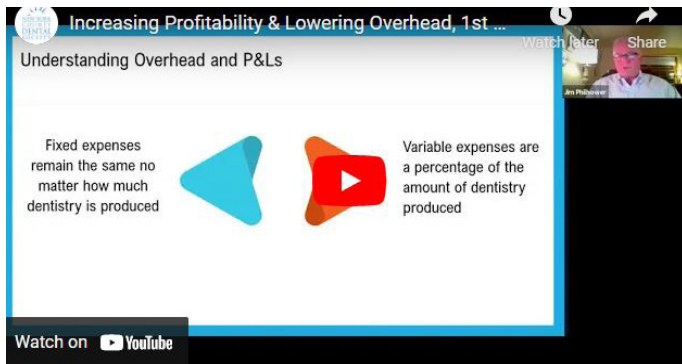 Increasing Profitability & Lowering Overhead, 1st ...
Watch later
Share
Understanding Overhead and P&Ls
Jim Philhower
Fixed expenses
remain the same no
matter how much
dentistry is produced
Variable expenses are
a percentage of the
amount of dentistry
produced
Watch on YouTube